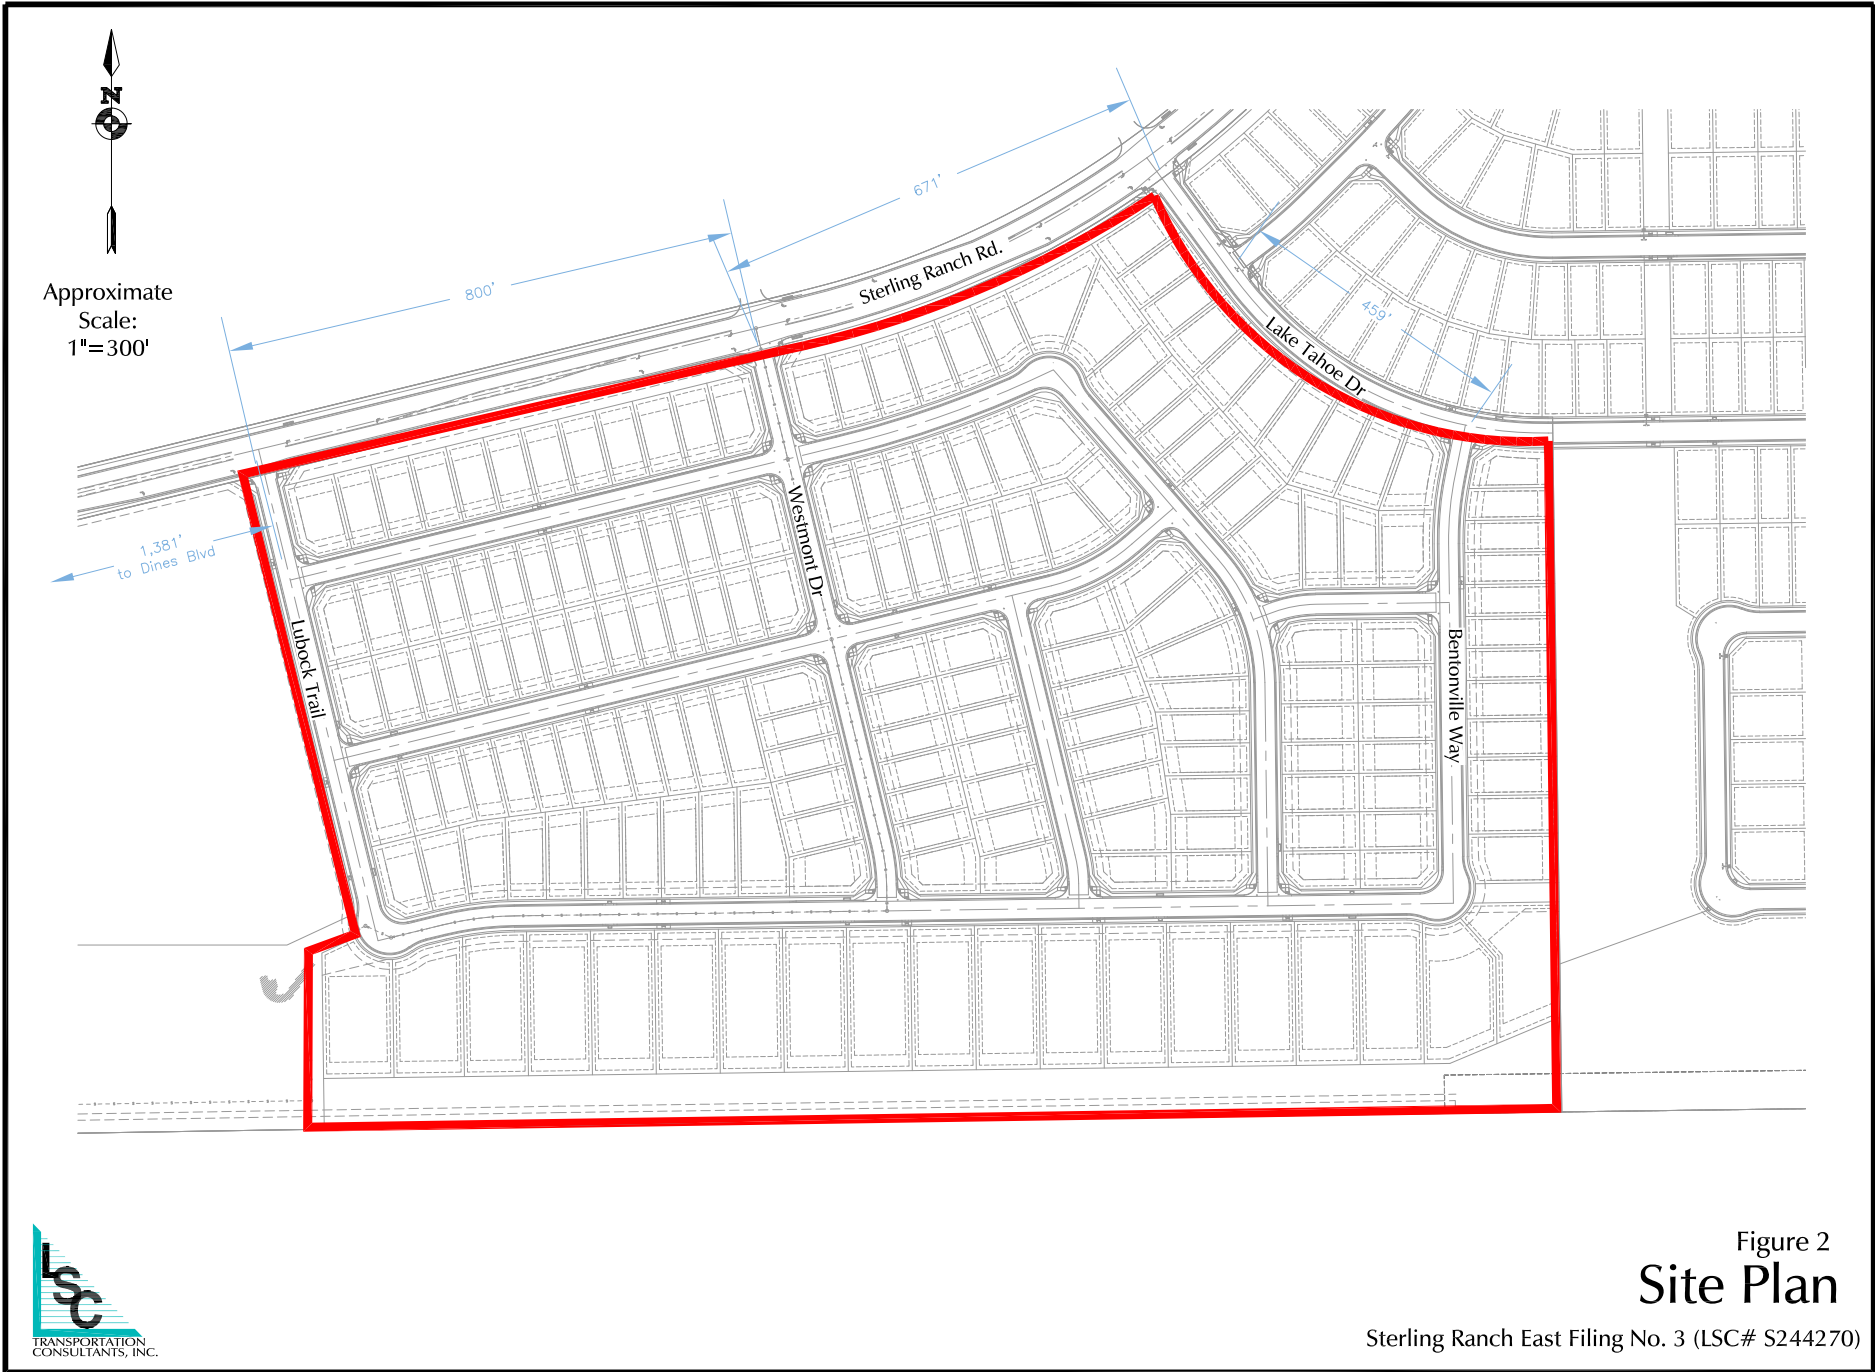 N
Approximate
Scale:
1"=300'
671'
800'
Sterling Ranch Rd.
459'
Lake Tahoe Dr
1,381'
to Dines Blvd
Westmont Dr
Lubock Trail
Bentonville Way
LSC
TRANSPORTATION
CONSULTANTS, INC.
Figure 2
Site Plan
Sterling Ranch East Filing No. 3 (LSC# S244270)